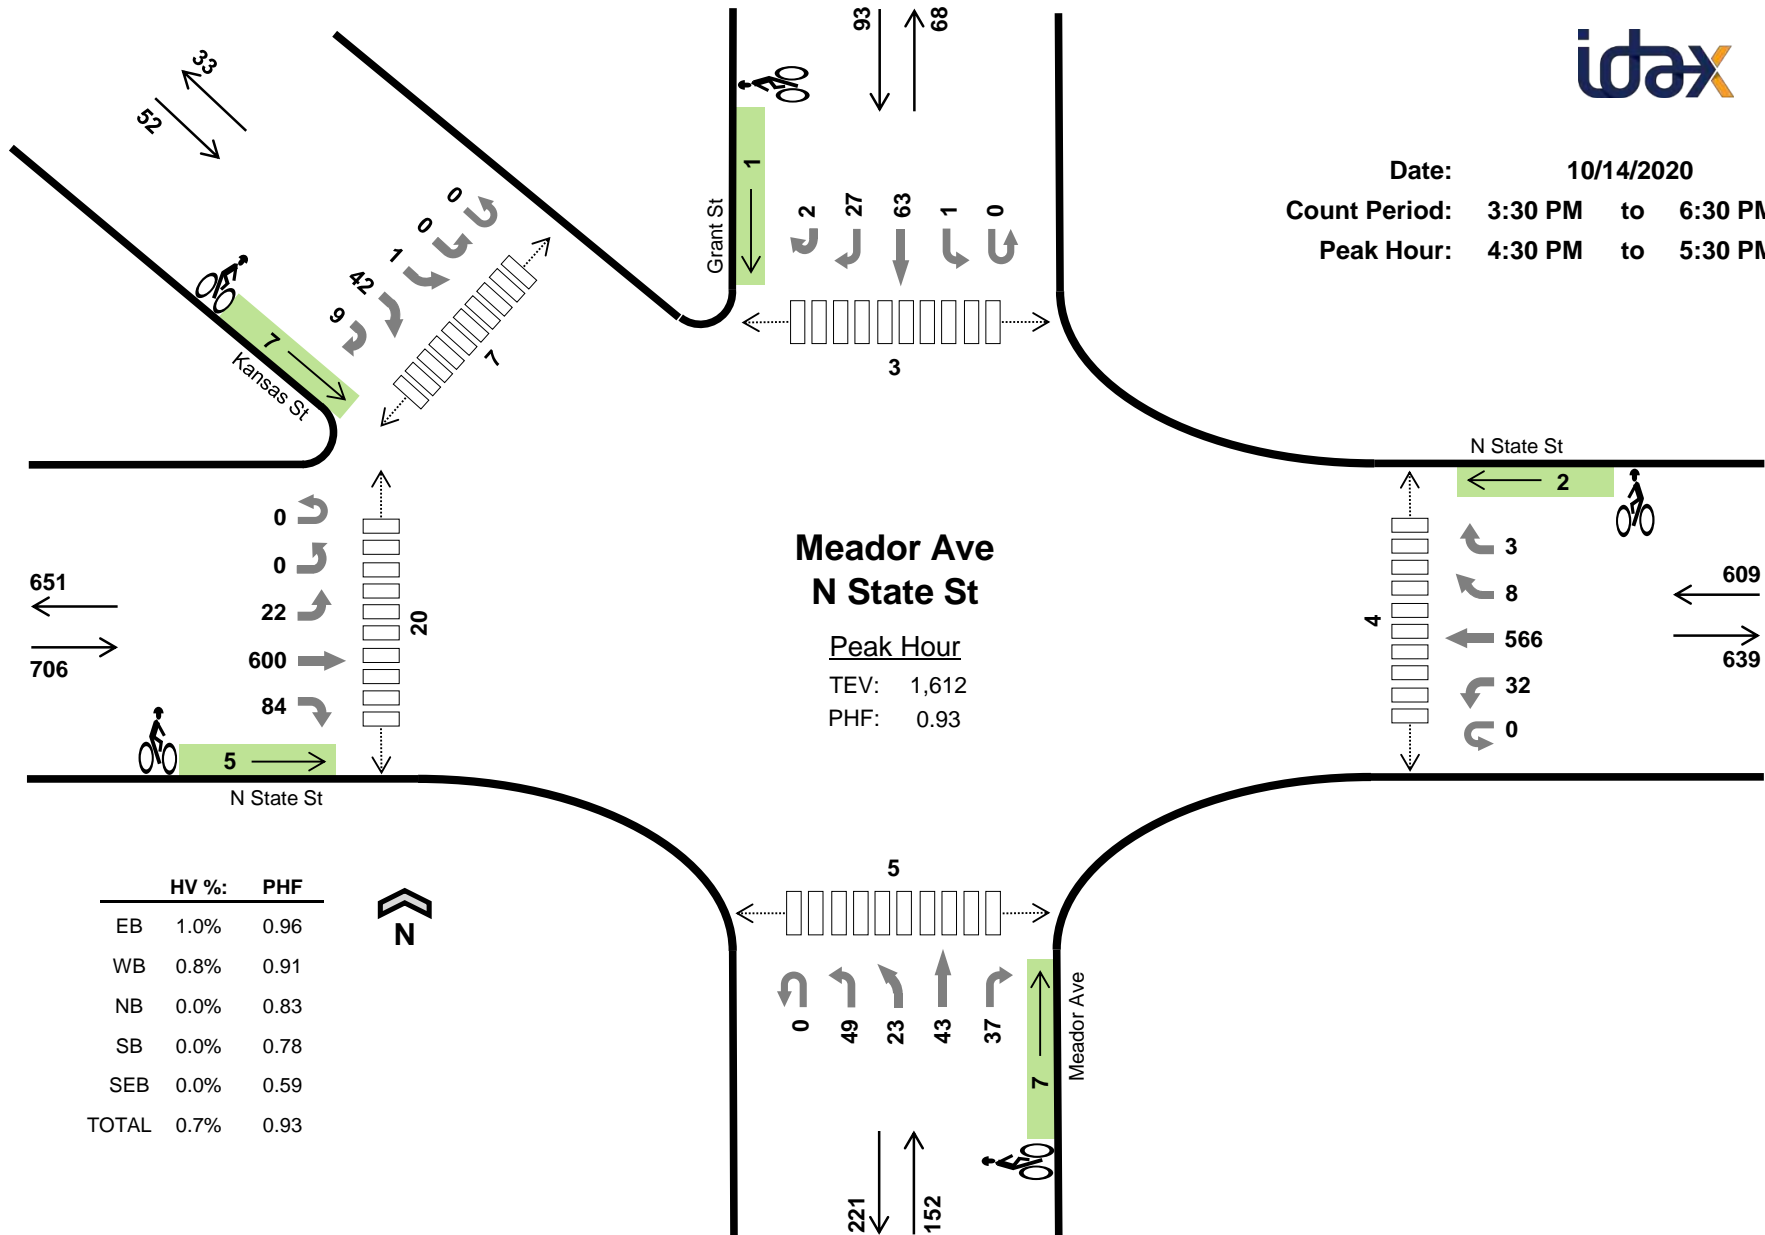 idax
Date: 10/14/2020
Count Period: 3:30 PM to 6:30 PM
Peak Hour: 4:30 PM to 5:30 PM
93
68
33
52
Grant St
1
2
27
63
1
0
3
0
0
1
42
9
7
7
Kansas St
N State St
2
3
8
566
32
0
4
609
639
0
0
22
600
84
20
651
706
5
N State St
Meador Ave
N State St
Peak Hour
TEV: 1,612
PHF: 0.93
5
0
49
23
43
37
7
Meador Ave
221
152
HV %: PHF
EB 1.0% 0.96
WB 0.8% 0.91
NB 0.0% 0.83
SB 0.0% 0.78
SEB 0.0% 0.59
TOTAL 0.7% 0.93
N